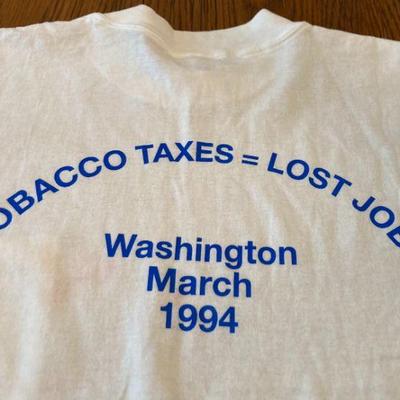 OBACCO TAXES = LOST JOB
Washington
March
1994